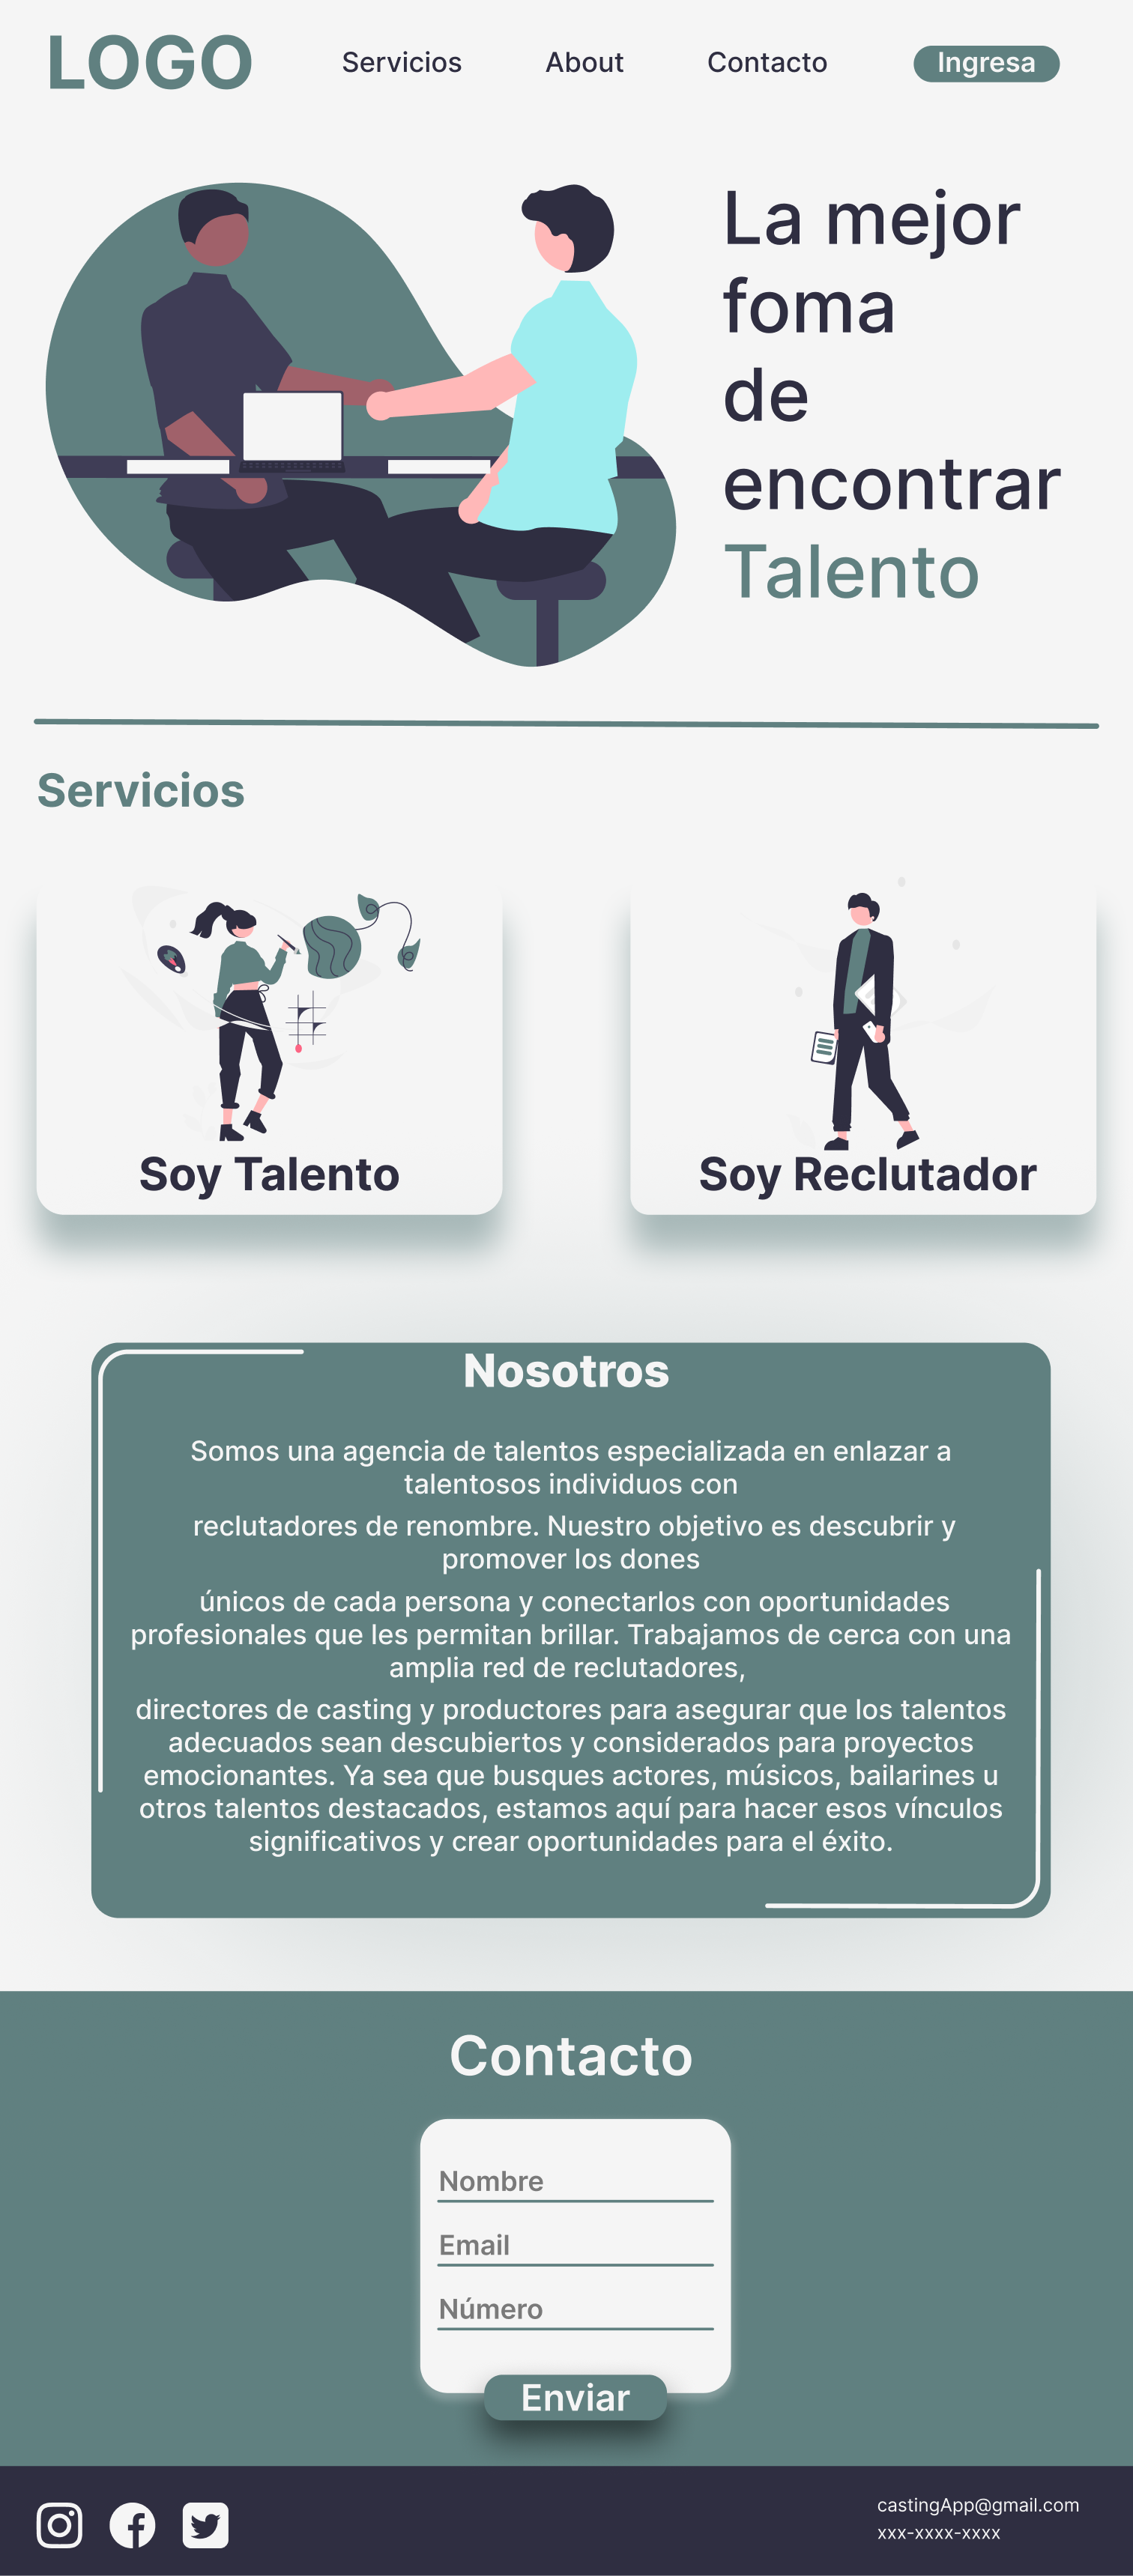 LOGO
Servicios
About
Contacto
Ingresa
La mejor
foma
de
encontrar
Talento
Servicios
Soy Talento
Soy Reclutador
Nosotros
Somos una agencia de talentos especializada en enlazar a
talentosos individuos con
reclutadores de renombre. Nuestro objetivo es descubrir y
promover los dones
únicos de cada persona y conectarlos con oportunidades
profesionales que les permitan brillar. Trabajamos de cerca con una
amplia red de reclutadores,
directores de casting y productores para asegurar que los talentos
adecuados sean descubiertos y considerados para proyectos
emocionantes. Ya sea que busques actores, músicos, bailarines u
otros talentos destacados, estamos aquí para hacer esos vínculos
significativos y crear oportunidades para el éxito.
Contacto
Nombre
Email
Número
Enviar
castingApp@gmail.com
xxx-xxxx-xxxx